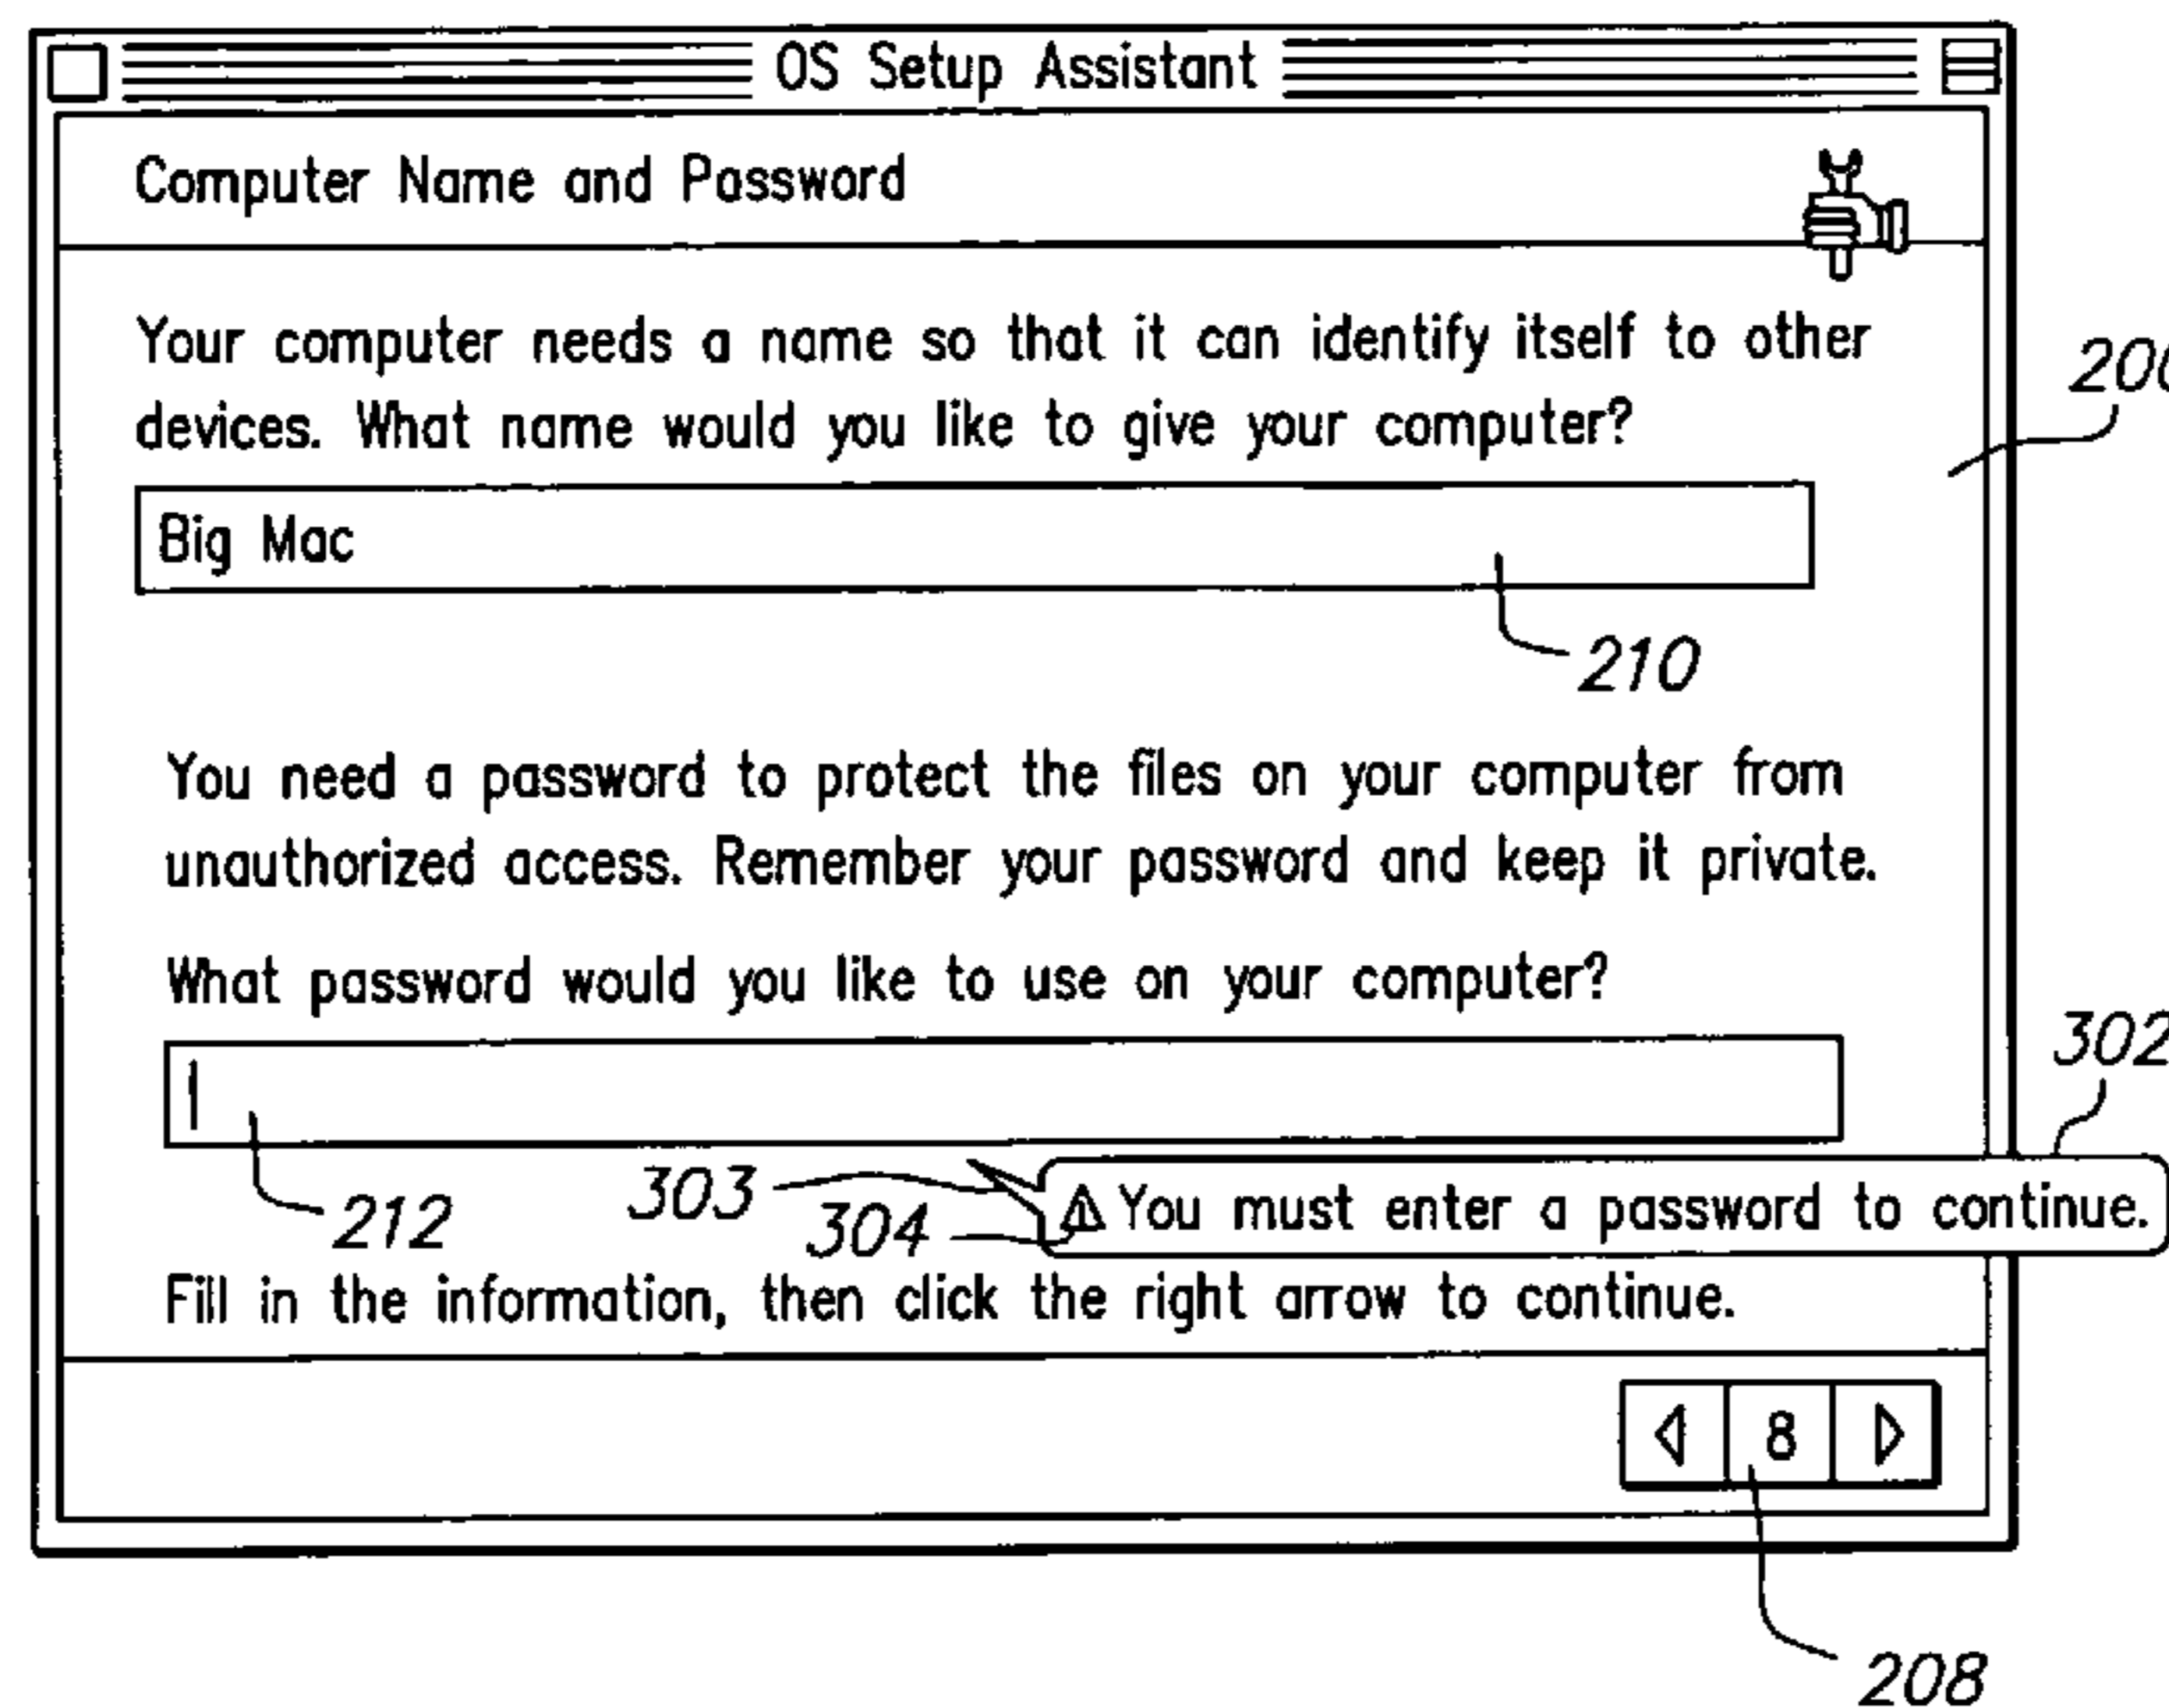 OS Setup Assistant
Computer Name and Password
Your computer needs a name so that it can identify itself to other
devices. What name would you like to give your computer?
200
Big Mac
210
You need a password to protect the files on your computer from
unauthorized access. Remember your password and keep it private.
What password would you like to use on your computer?
302
212
303
304
You must enter a password to continue.
Fill in the information, then click the right arrow to continue.
8
208